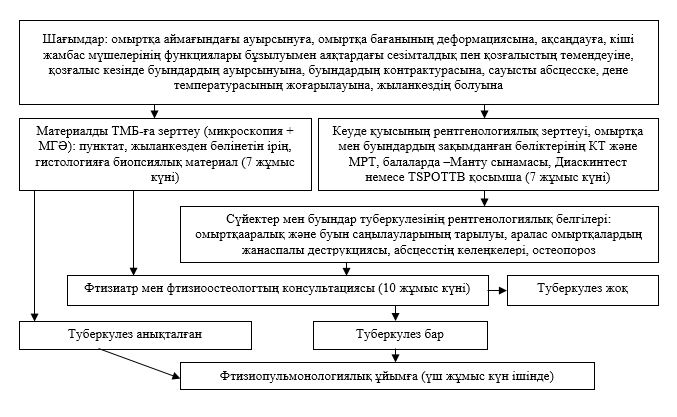 Шағымдар: омыртқа аймағындағы ауырсынуға, омыртқа бағанының деформациясына, ақсаңдауға, кіші
жамбас мүшелерінің функциялары бұзылуымен аяқтардағы сезімталдық пен қозғалыстың төмендеуіне,
қозғалыс кезінде буындардың ауырсынуына, буындардың контрактурасына, сауысты абсцесске, дене
температурасының жоғарылауына, жыланкөздің болуына
Материалды ТМБ-ға зерттеу (микроскопия +
МГӘ): пунктат, жыланкөзден бөлінетін ірің,
гистологияға биопсиялық материал (7 жұмыс
күні)
Кеуде қуысының рентгенологиялық зерттеуі, омыртқа
мен буындардың зақымданған бөліктерінің КТ және
МРТ, балаларда –Манту сынамасы, Диаскинтест
немесе TSPOTTB қосымша (7 жұмыс күні)
Сүйектер мен буындар туберкулезінің рентгенологиялық белгілері:
омыртқааралық және буын саңылауларының тарылуы, аралас омыртқалардың
жанаспалы деструкциясы, абсцесстің көлеңкелері, остеопороз
Фтизиатр мен фтизиоостеологтың консультациясы (10 жұмыс күні)
Туберкулез жоқ
Туберкулез анықталған
Туберкулез бар
Фтизиопульмонологиялық ұйымға (үш жұмыс күн ішінде)